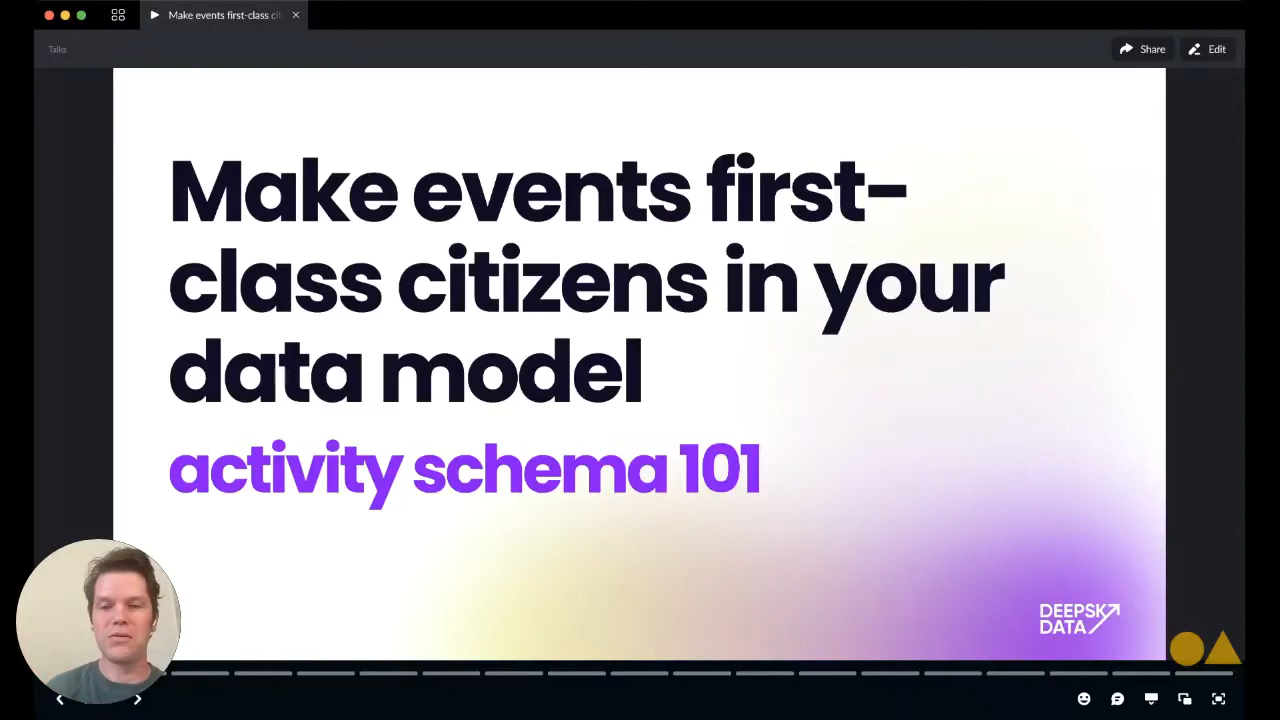 Make events first-class ci
Talks
Share
Edit
Make events first-
class citizens in your
data model
activity schema 101
DEEPSK
DATA